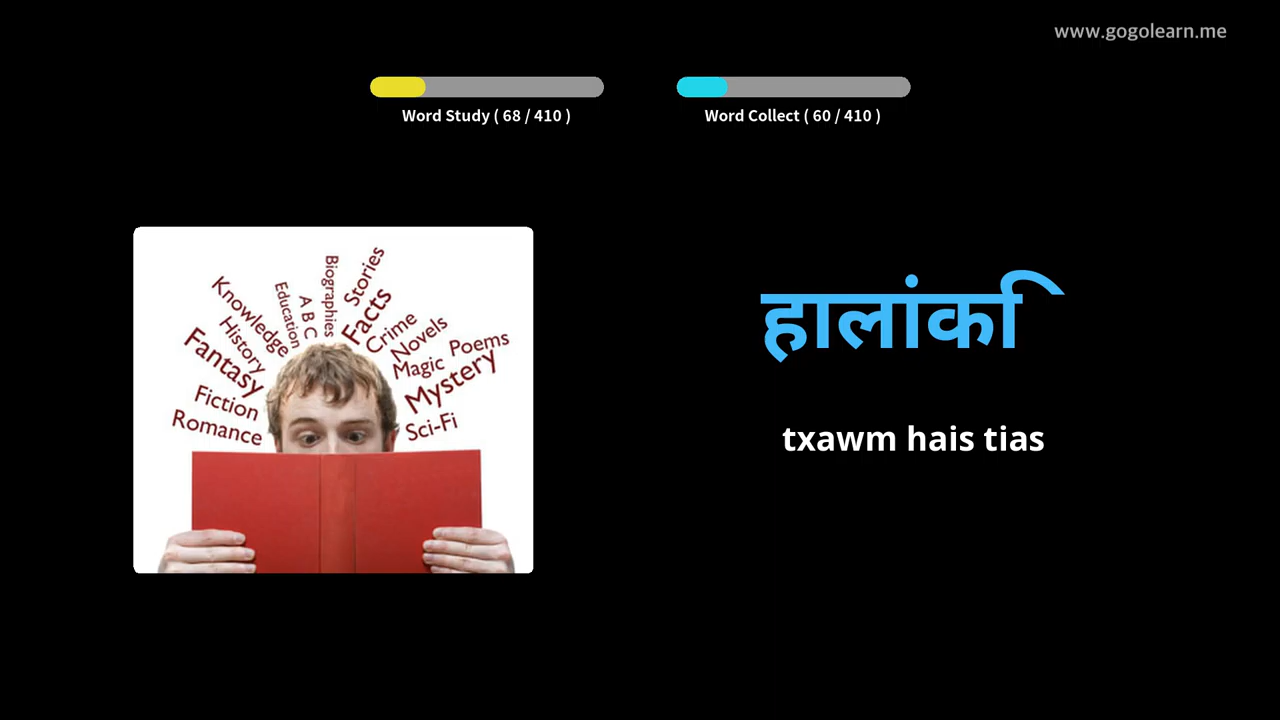 www.gogolearn.me
Word Study ( 68 / 410 )
Word Collect ( 60 / 410 )
Biographies
Stories
Knowledge
Education
A B C
Facts
History
Crime
Novels
Fantasy
Magic
Poems
Fiction
Mystery
Romance
Sci-Fi
हालांकि
txawm hais tias